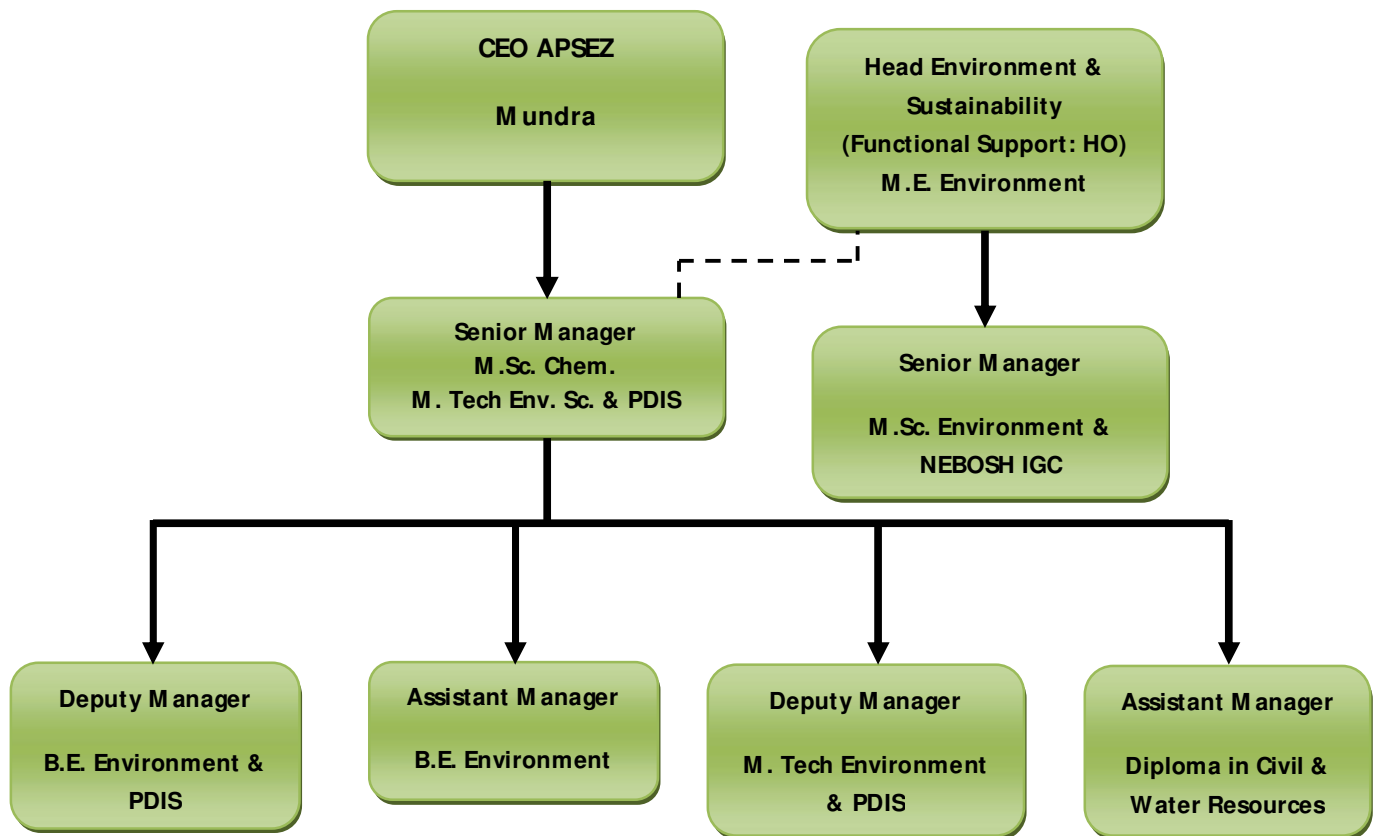 CEO APSEZ
Mundra
Head Environment &
Sustainability
(Functional Support: HO)
M.E. Environment
Senior Manager
M.Sc. Chem.
M. Tech Env. Sc. & PDIS
Senior Manager
M.Sc. Environment &
NEBOSH IGC
Deputy Manager
B.E. Environment &
PDIS
Assistant Manager
B.E. Environment
Deputy Manager
M. Tech Environment
& PDIS
Assistant Manager
Diploma in Civil &
Water Resources